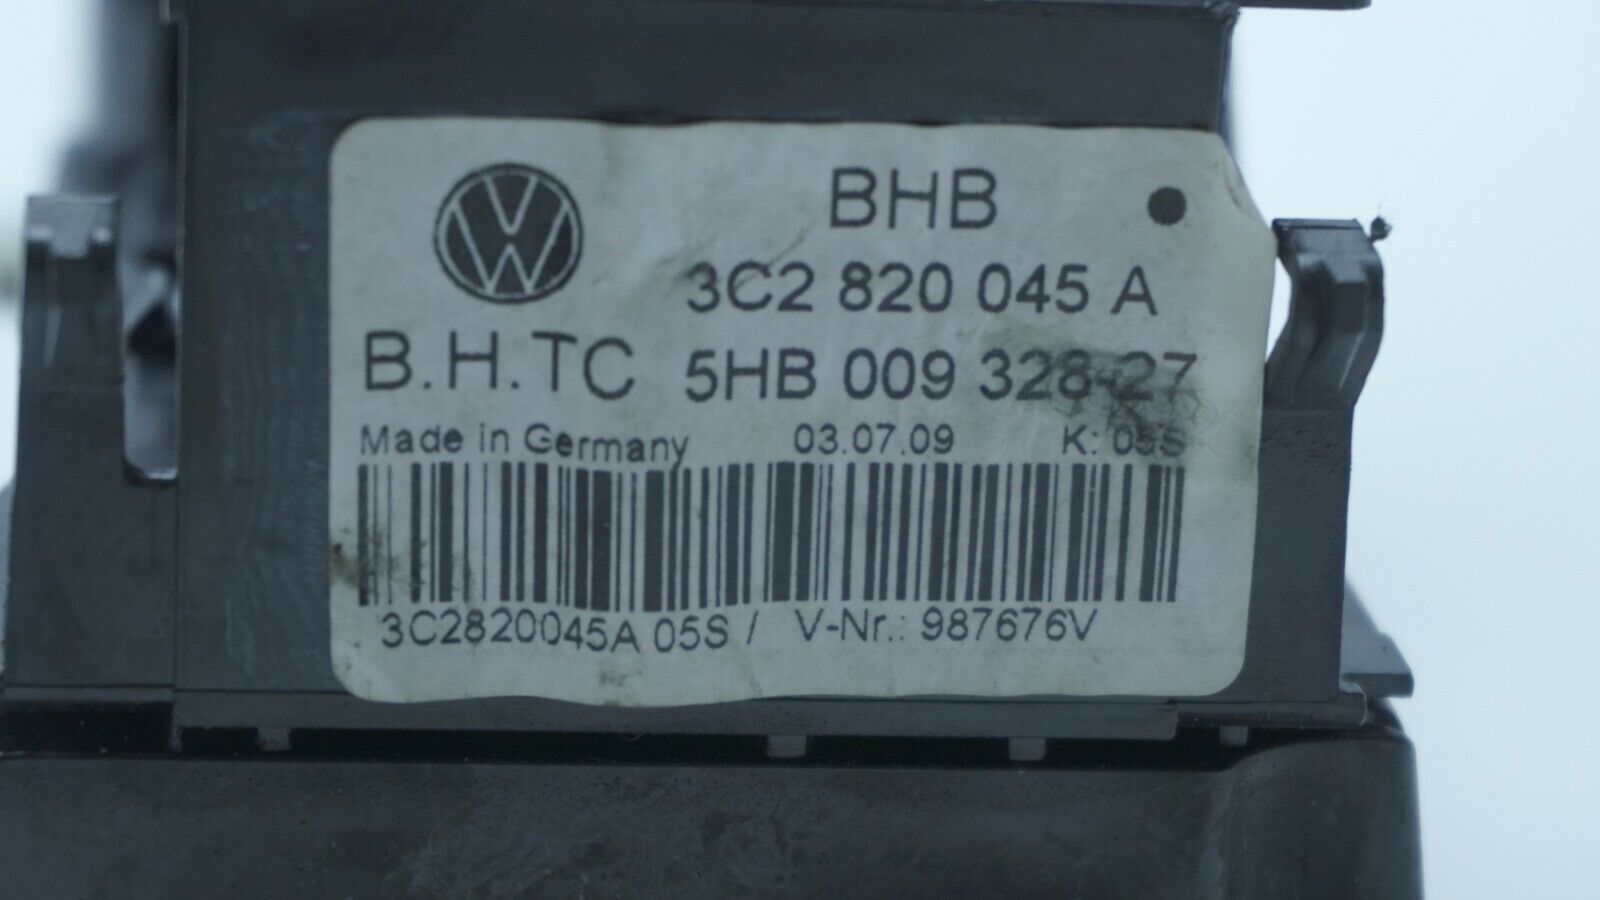 BHB
3C2 820 045 A
B.H.TC 5HB 009 328-27
Made in Germany 03.07.09 K: 05S
3C2820045A 05S / V-Nr.: 987676V